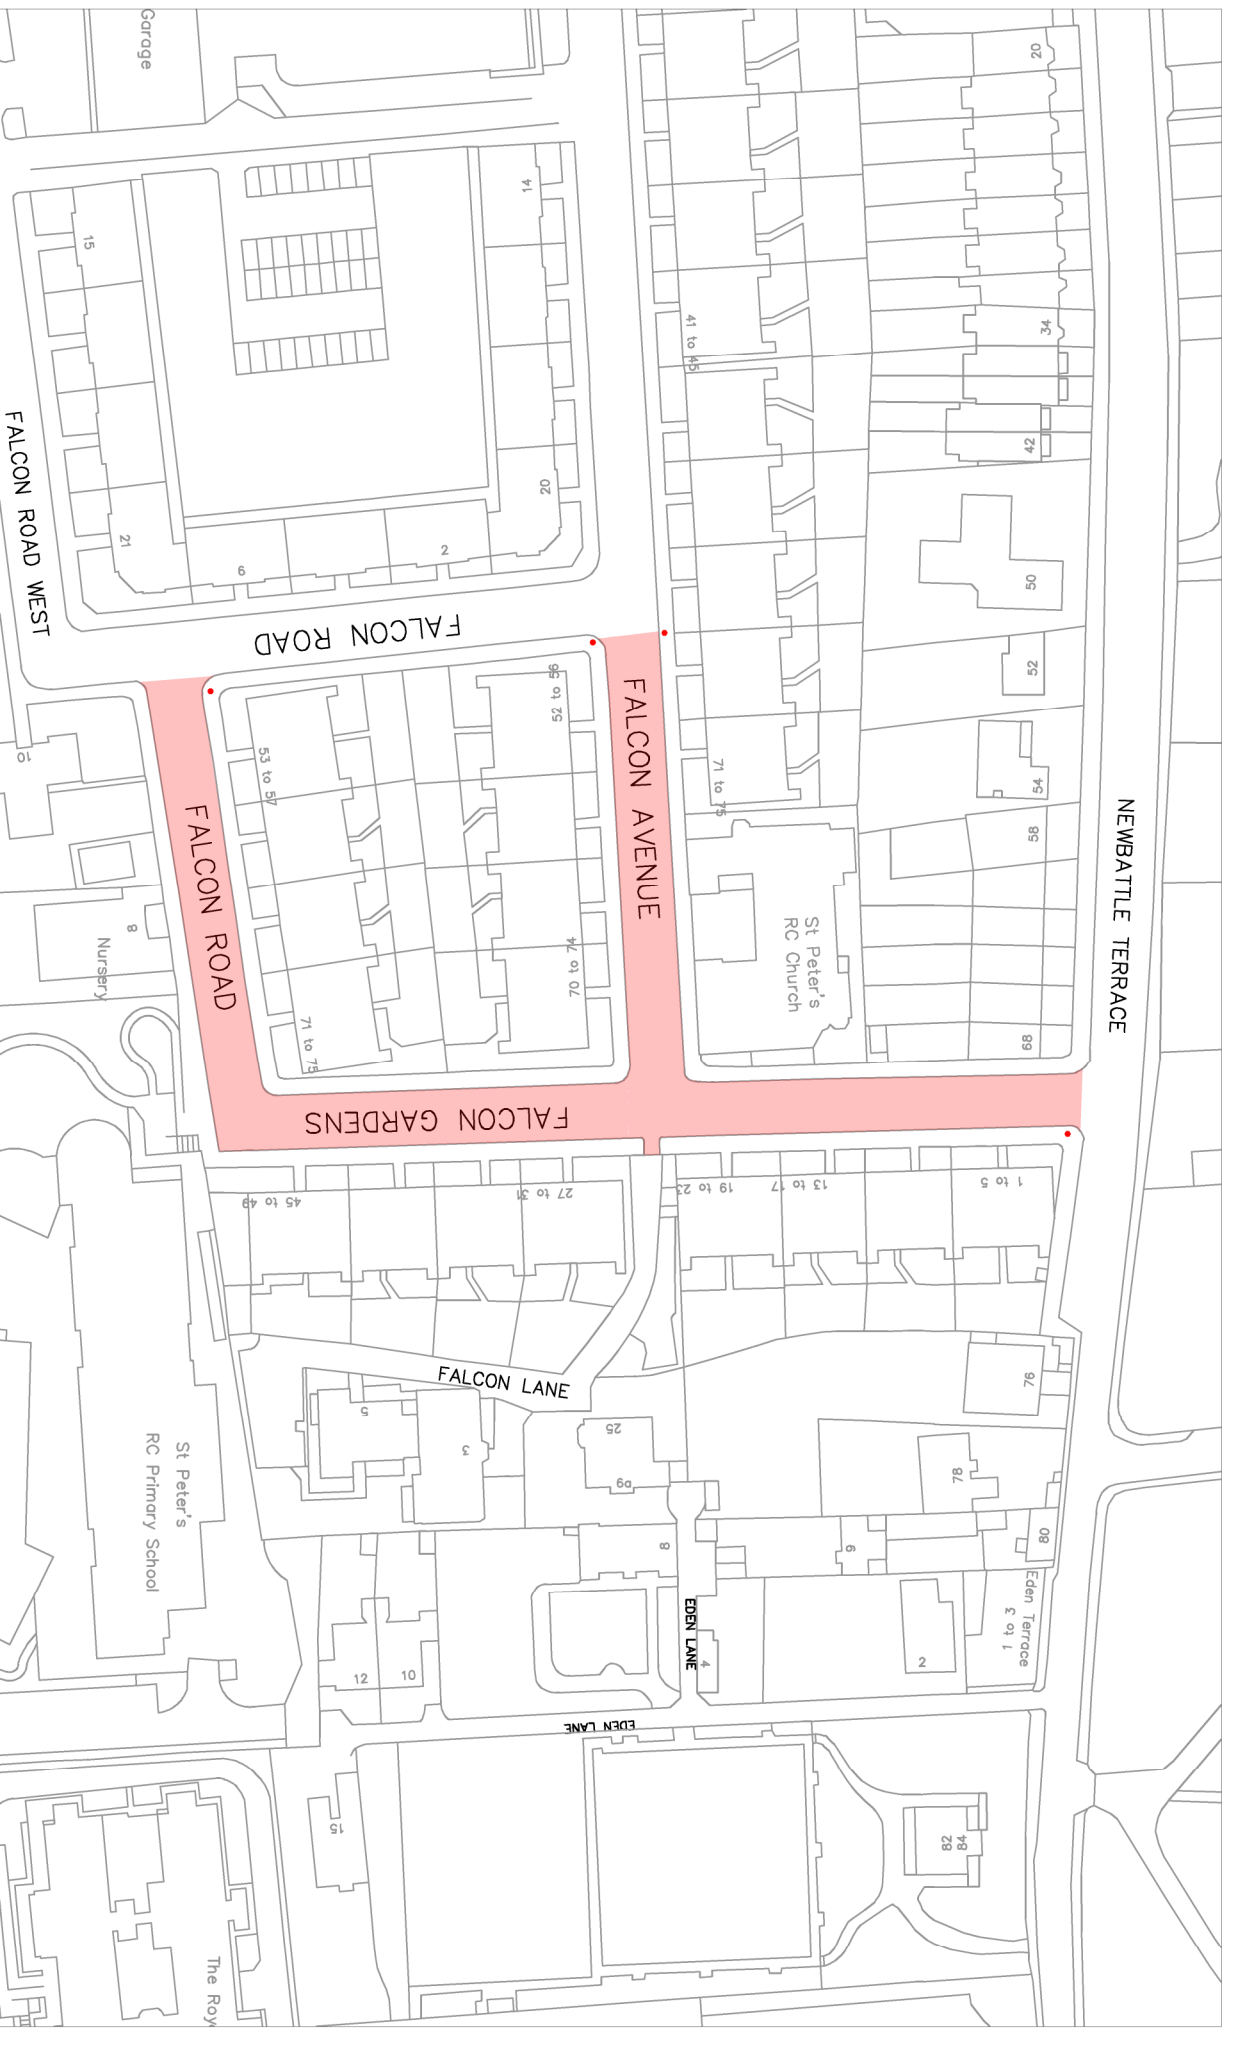 Garage
20
14
15
41 to 45
34
42
20
21
2
6
50
FALCON ROAD WEST
FALCON ROAD
52
52 to 56
FALCON AVENUE
10
53 to 57
71 to 75
54
58
FALCON ROAD
NEWBATTLE TERRACE
8
Nursery
70 to 74
St Peter's
RC Church
71 to 75
68
FALCON GARDENS
45 to 49
27 to 31
19 to 23
13 to 17
1 to 5
FALCON LANE
76
5
3
25
69
78
St Peter's
RC Primary School
8
9
80
Eden Terrace
1 to 3
EDEN LANE
4
2
12
10
EDEN LANE
15
82
84
The Roy